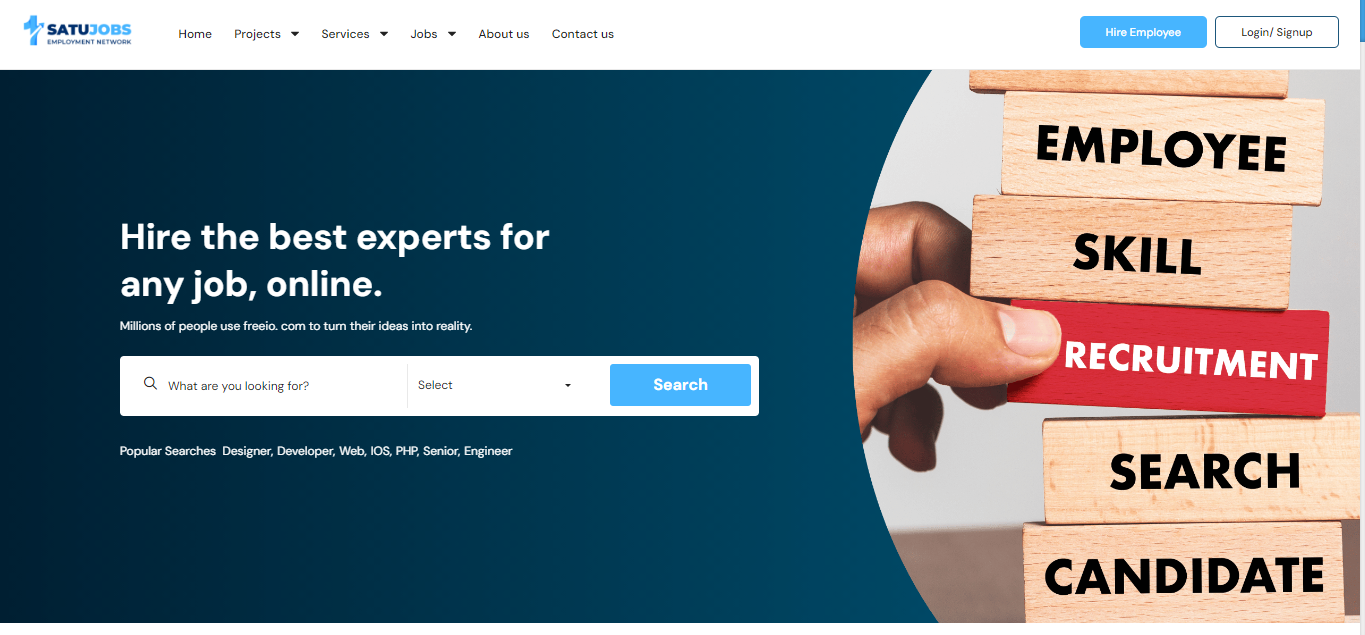 SATUJOBS
EMPLOYMENT NETWORK
Home Projects Services Jobs About us Contact us
Hire Employee
Login/ Signup
Hire the best experts for
any job, online.
Millions of people use freeio. com to turn their ideas into reality.
What are you looking for?
Select
Search
Popular Searches Designer, Developer, Web, IOS, PHP, Senior, Engineer
EMPLOYEE
SKILL
RECRUITMENT
SEARCH
CANDIDATE